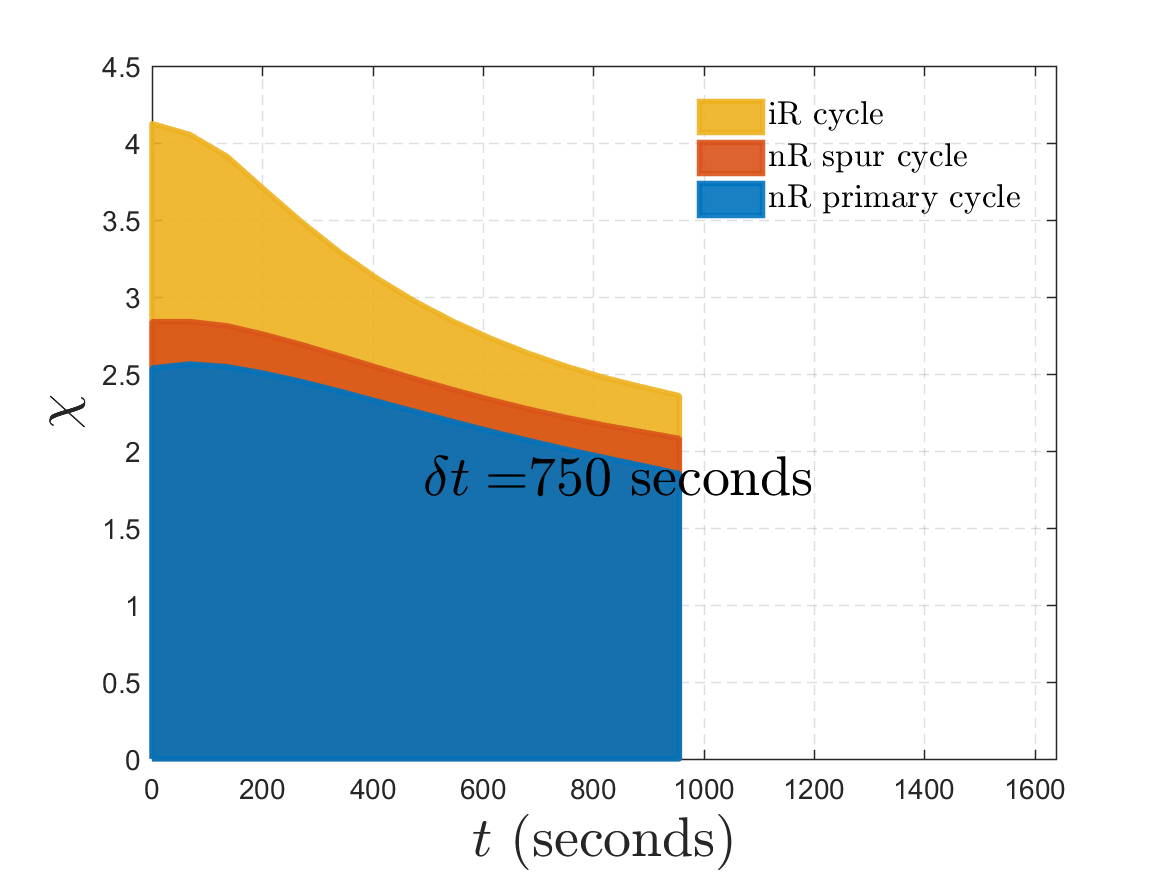 4.5
4
3.5
3
2.5
2
1.5
1
0.5
0
χ
iR cycle
nR spur cycle
nR primary cycle
δt =750 seconds
0 200 400 600 800 1000 1200 1400 1600
t (seconds)